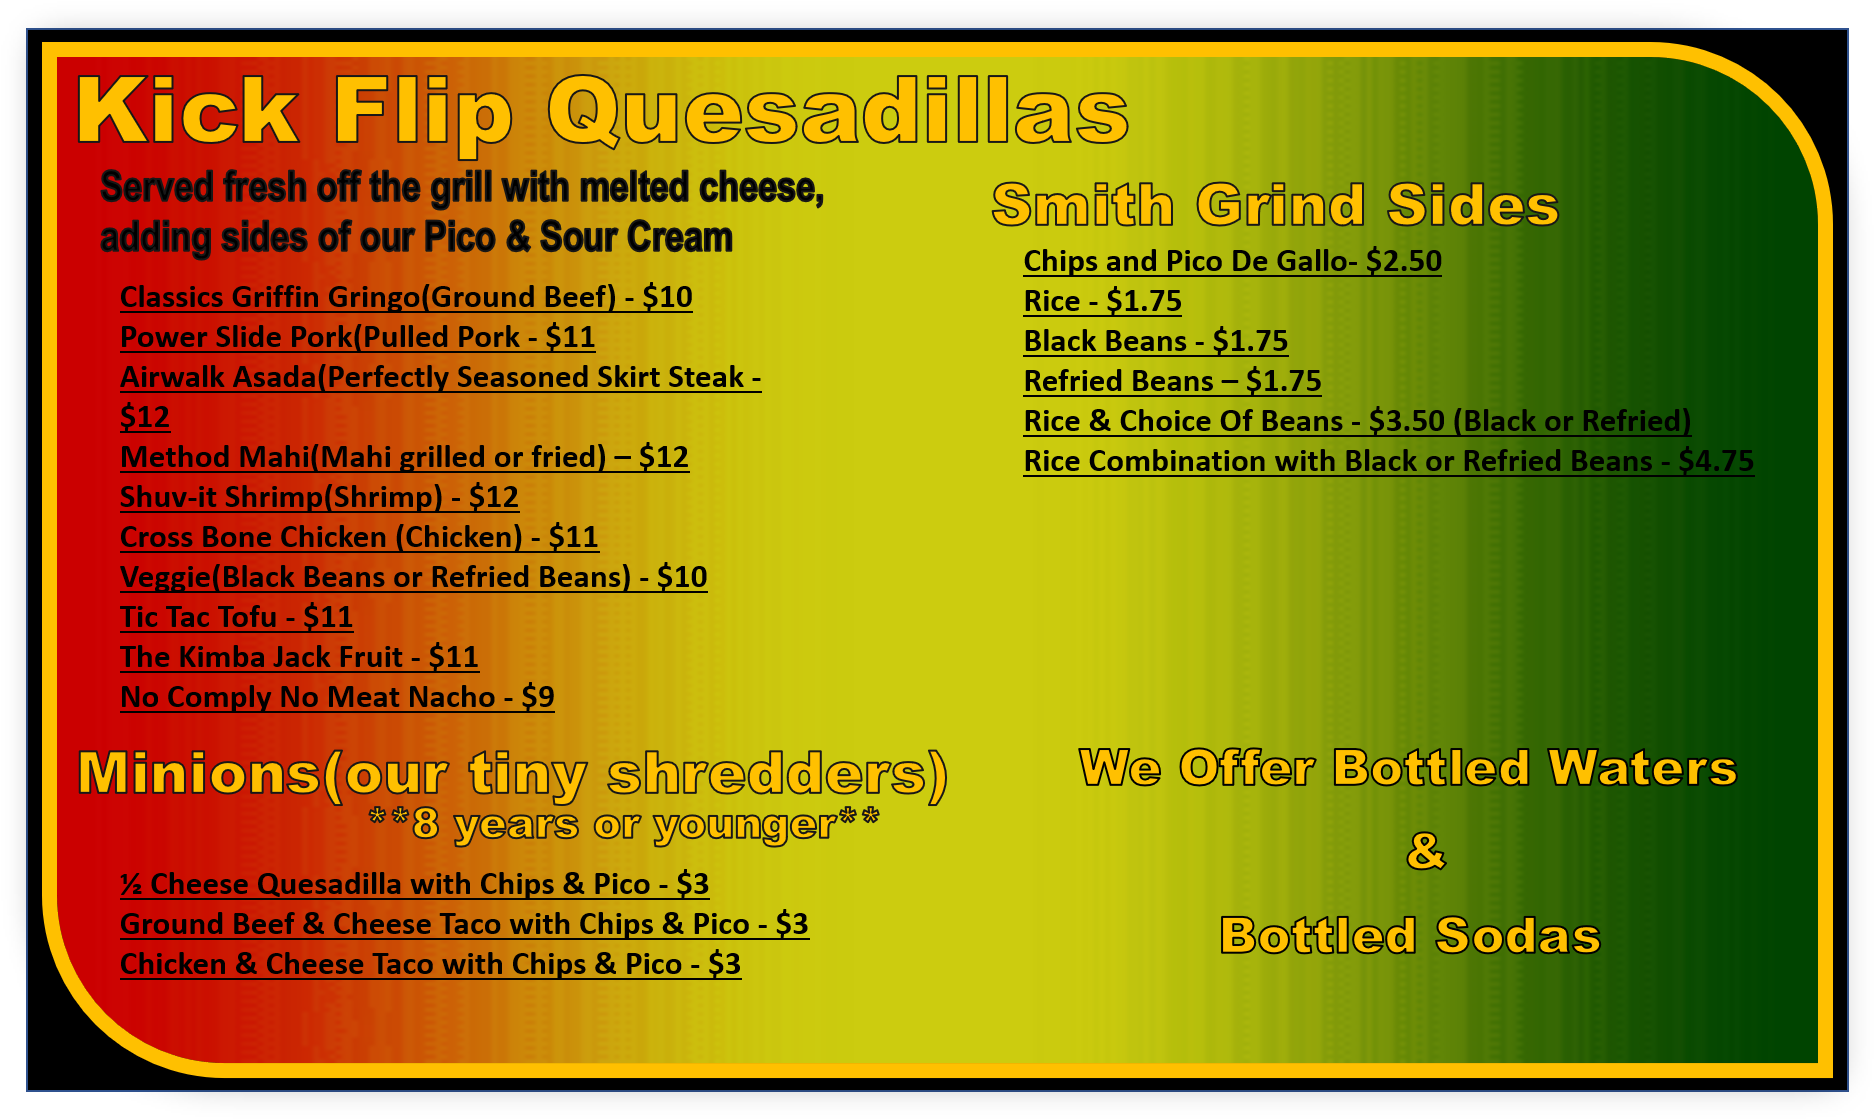 Kick Flip Quesadillas
Served fresh off the grill with melted cheese,
adding sides of our Pico & Sour Cream
Classics Griffin Gringo(Ground Beef) - $10
Power Slide Pork(Pulled Pork - $11
Airwalk Asada(Perfectly Seasoned Skirt Steak -
$12
Method Mahi(Mahi grilled or fried) – $12
Shuv-it Shrimp(Shrimp) - $12
Cross Bone Chicken (Chicken) - $11
Veggie(Black Beans or Refried Beans) - $10
Tic Tac Tofu - $11
The Kimba Jack Fruit - $11
No Comply No Meat Nacho - $9
Minions(our tiny shredders)
**8 years or younger**
½ Cheese Quesadilla with Chips & Pico - $3
Ground Beef & Cheese Taco with Chips & Pico - $3
Chicken & Cheese Taco with Chips & Pico - $3
Smith Grind Sides
Chips and Pico De Gallo- $2.50
Rice - $1.75
Black Beans - $1.75
Refried Beans – $1.75
Rice & Choice Of Beans - $3.50 (Black or Refried)
Rice Combination with Black or Refried Beans - $4.75
We Offer Bottled Waters
&
Bottled Sodas